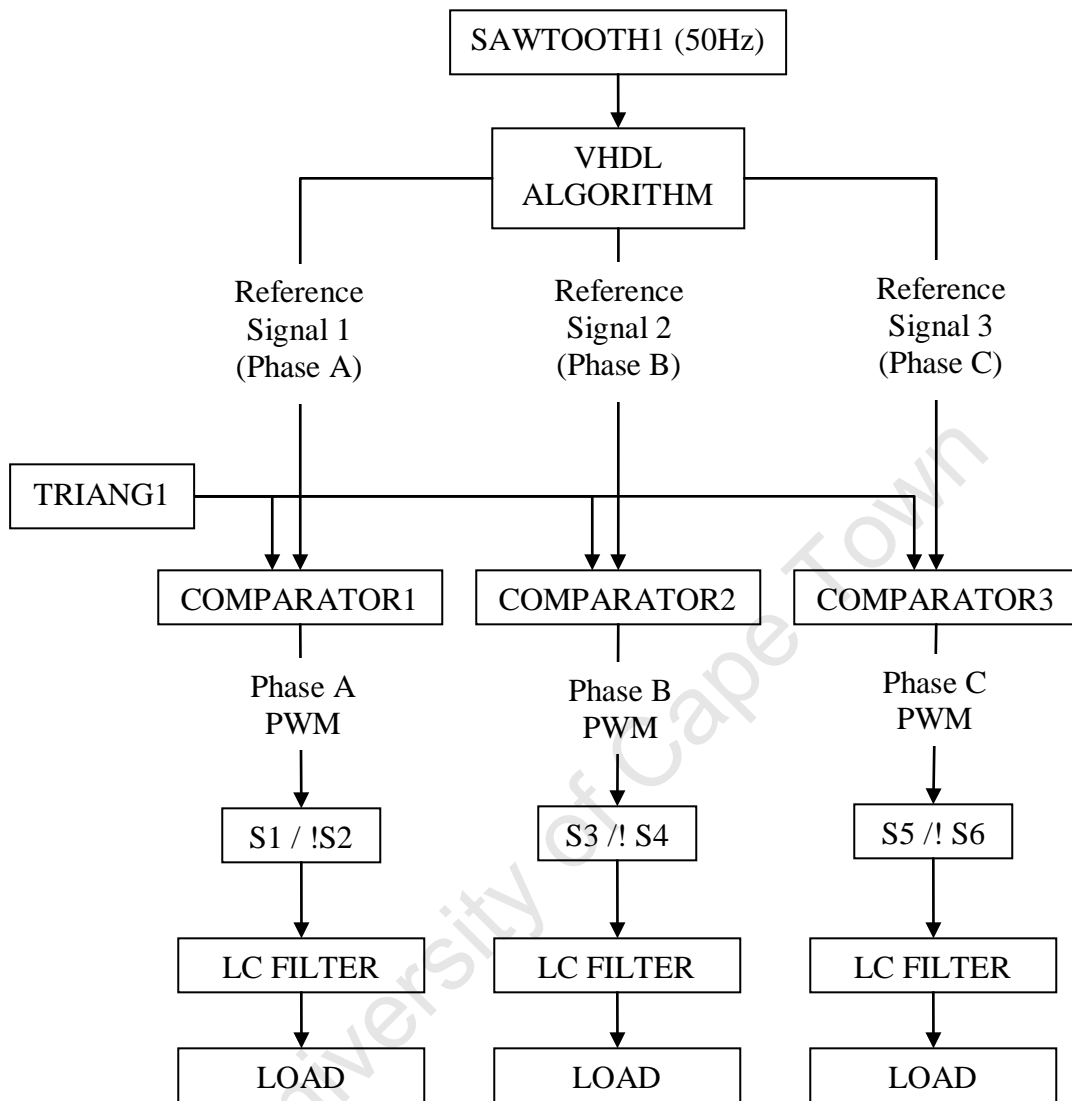 SAWTOOTH1 (50Hz)
VHDL
ALGORITHM
Reference
Signal 1
(Phase A)
Reference
Signal 2
(Phase B)
Reference
Signal 3
(Phase C)
TRIANG1
COMPARATOR1
COMPARATOR2
COMPARATOR3
Phase A
PWM
Phase B
PWM
Phase C
PWM
S1 / !S2
S3 /! S4
S5 /! S6
LC FILTER
LC FILTER
LC FILTER
LOAD
LOAD
LOAD
University of Cape Town